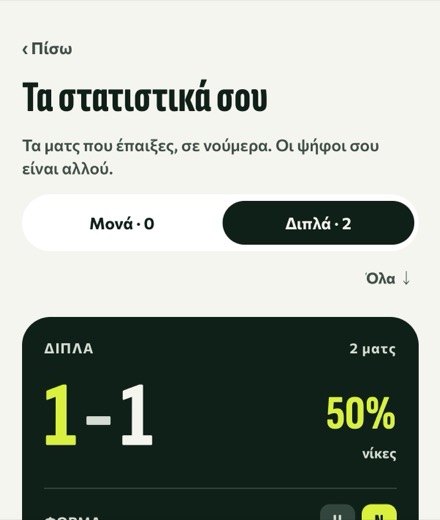 ‹ Πίσω
Τα στατιστικά σου
Τα ματς που έπαιξες, σε νούμερα. Οι ψήφοι σου
είναι αλλού.
Μονά · 0 Διπλά · 2
Όλα ↓
ΔΙΠΛΑ 2 ματς
1-1 50%
νίκες